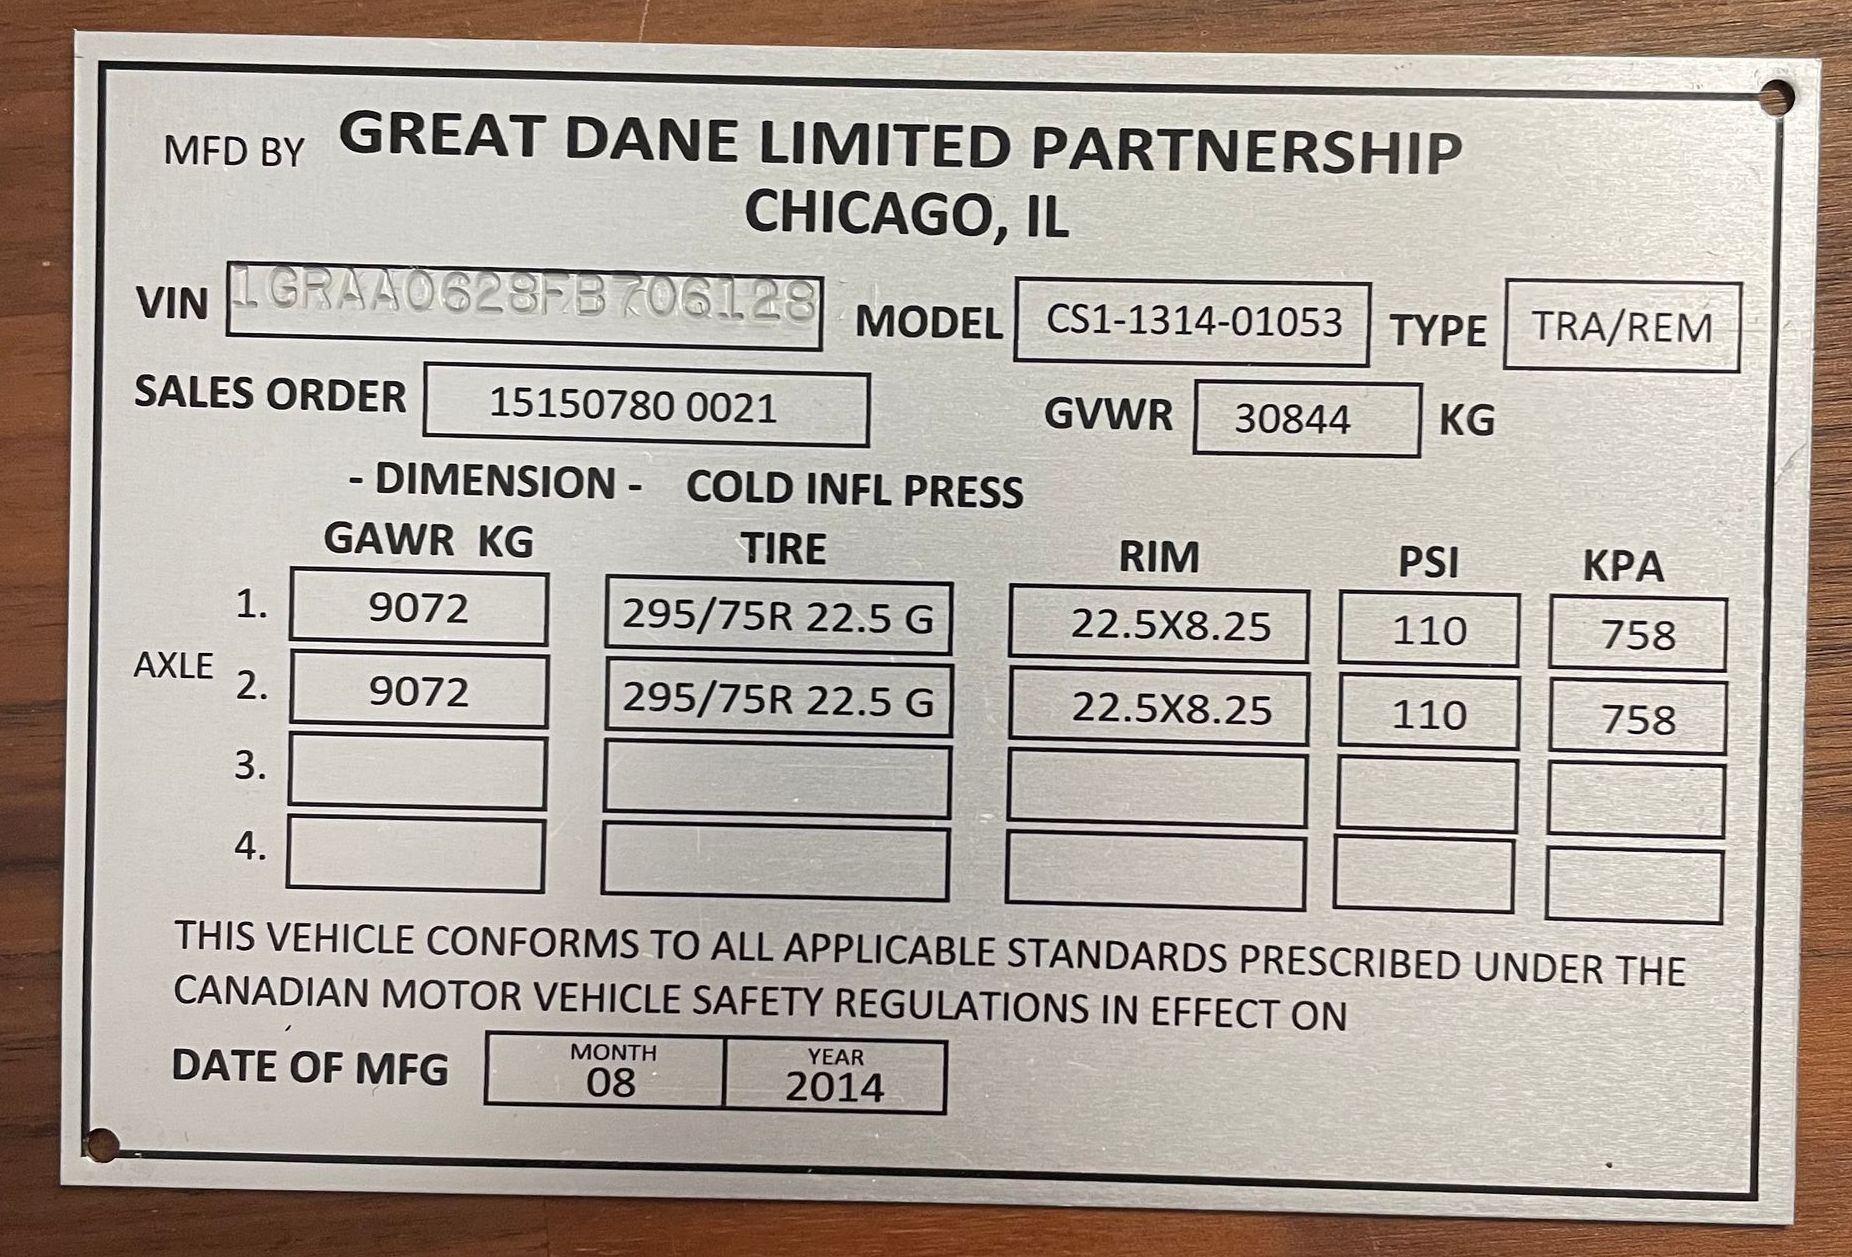 MFD BY GREAT DANE LIMITED PARTNERSHIP
CHICAGO, IL
VIN 1GRAA0628FB706128 MODEL CS1-1314-01053 TYPE TRA/REM
SALES ORDER 15150780 0021 GVWR 30844 KG
- DIMENSION - COLD INFL PRESS
GAWR KG TIRE RIM PSI KPA
1. 9072 295/75R 22.5 G 22.5X8.25 110 758
AXLE
2. 9072 295/75R 22.5 G 22.5X8.25 110 758
3.
4.
THIS VEHICLE CONFORMS TO ALL APPLICABLE STANDARDS PRESCRIBED UNDER THE
CANADIAN MOTOR VEHICLE SAFETY REGULATIONS IN EFFECT ON
DATE OF MFG MONTH 08 YEAR 2014